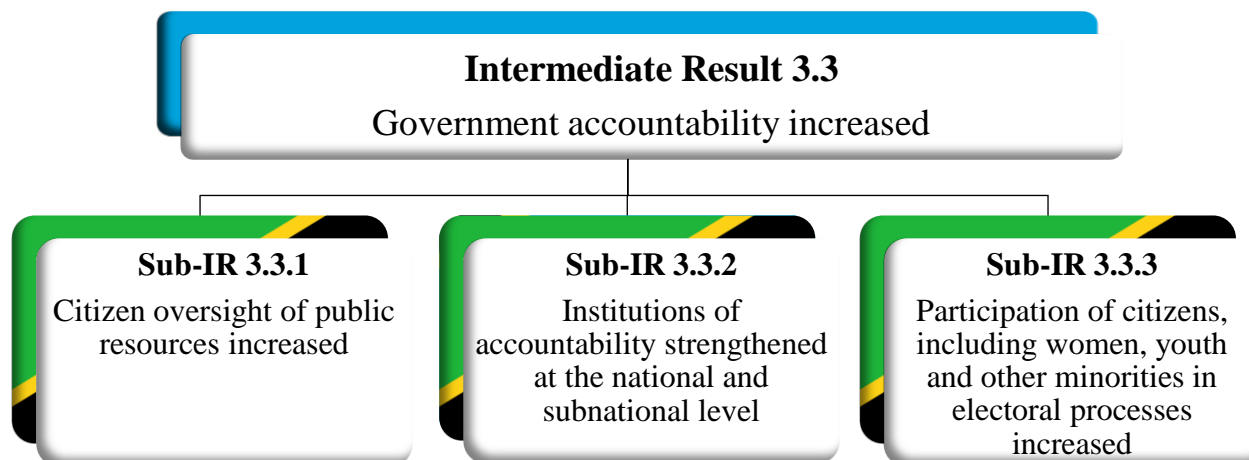 Intermediate Result 3.3
Government accountability increased
Sub-IR 3.3.1
Citizen oversight of public
resources increased
Sub-IR 3.3.2
Institutions of
accountability strengthened
at the national and
subnational level
Sub-IR 3.3.3
Participation of citizens,
including women, youth
and other minorities in
electoral processes
increased